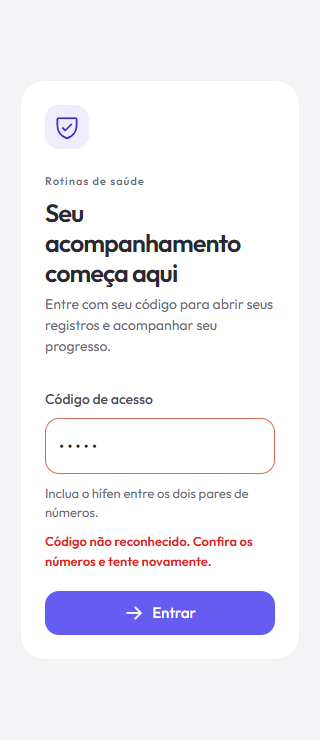 Rotinas de saúde
Seu
acompanhamento
começa aqui
Entre com seu código para abrir seus
registros e acompanhar seu
progresso.
Código de acesso
•••••
Inclua o hífen entre os dois pares de
números.
Código não reconhecido. Confira os
números e tente novamente.
Entrar